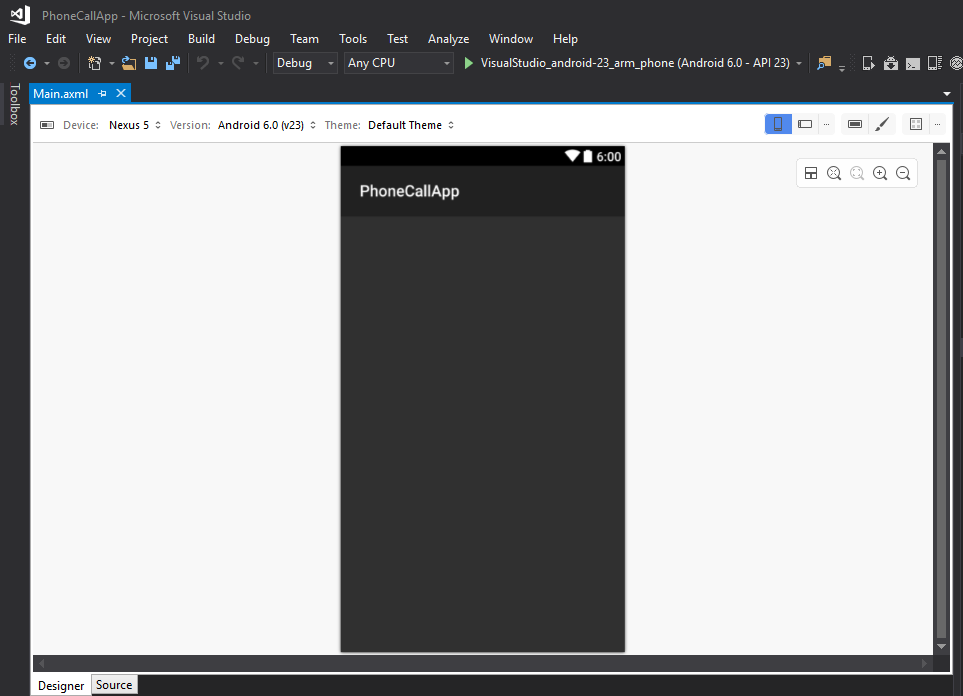 PhoneCallApp - Microsoft Visual Studio
File Edit View Project Build Debug Team Tools Test Analyze Window Help
Debug Any CPU VisualStudio_android-23_arm_phone (Android 6.0 - API 23)
Toolbox
Main.axml
Device: Nexus 5 Version: Android 6.0 (v23) Theme: Default Theme
6:00
PhoneCallApp
Designer Source